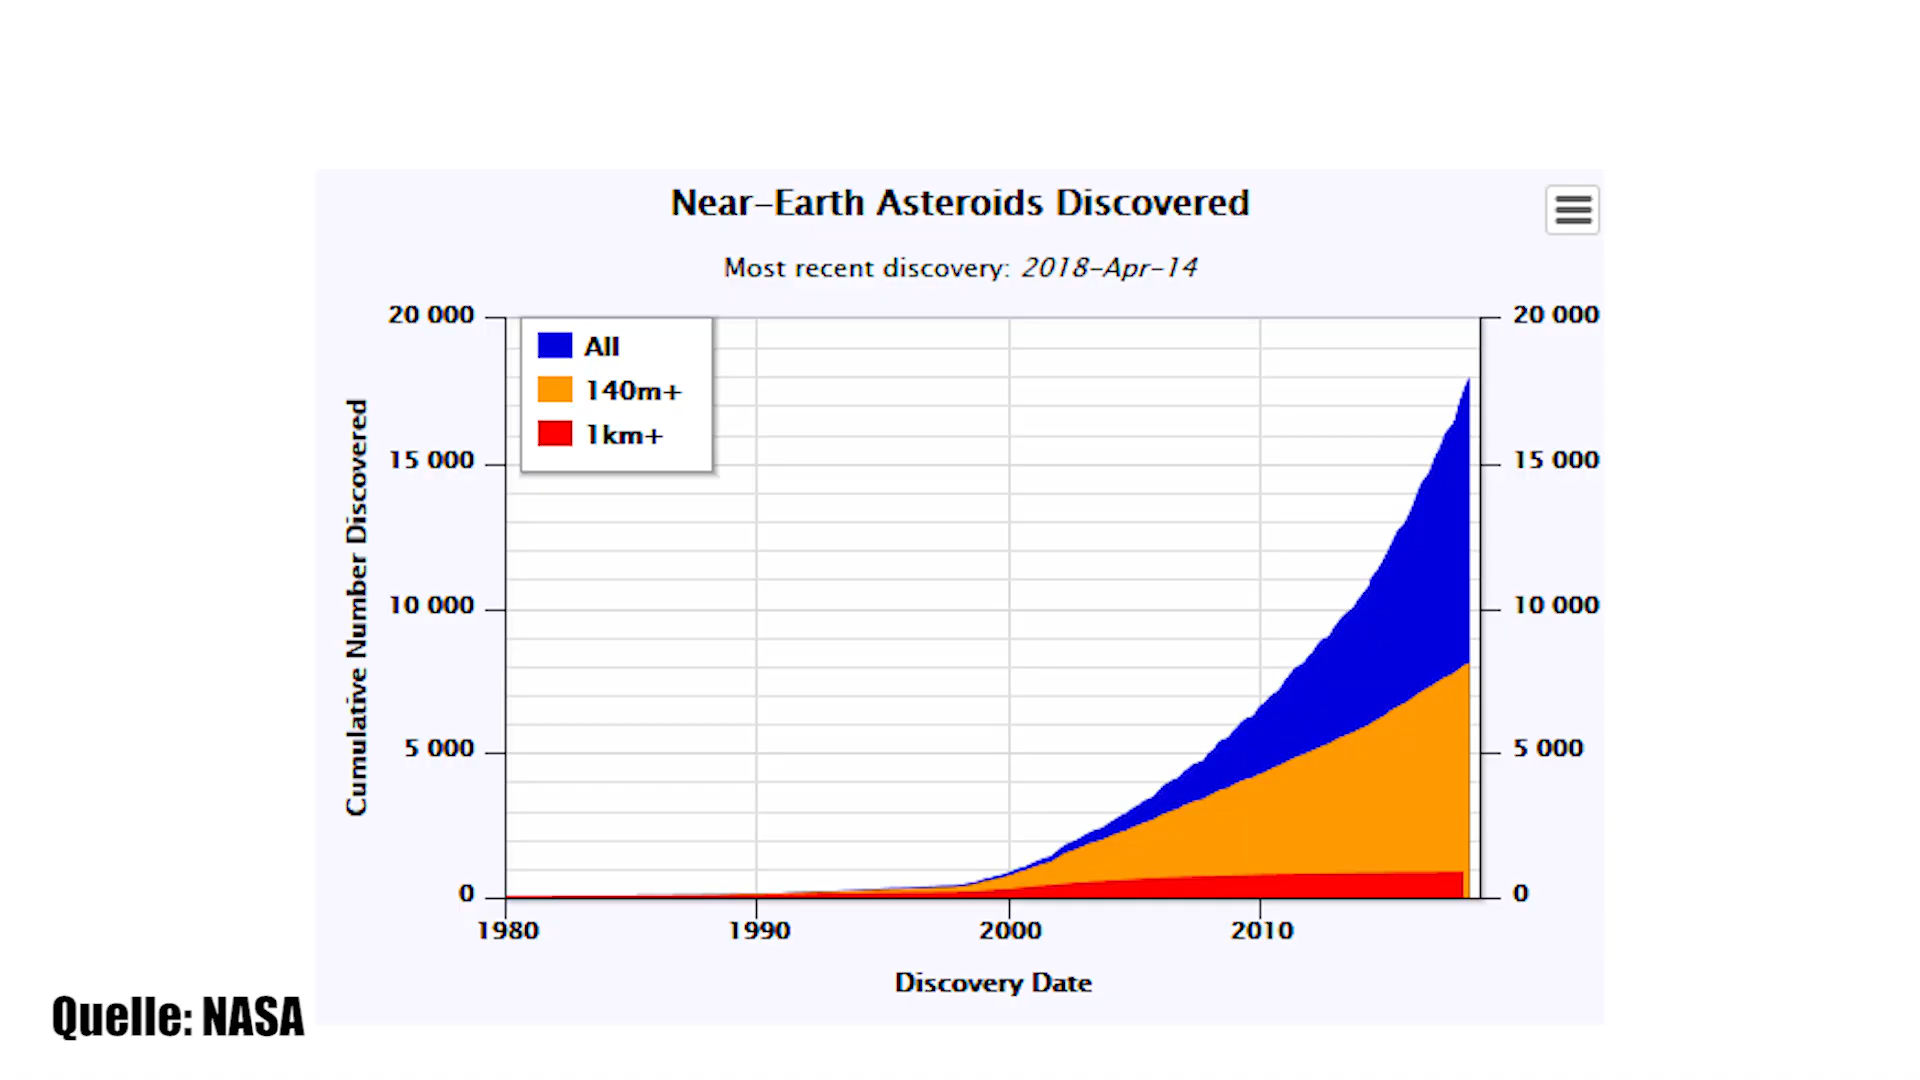 Near-Earth Asteroids Discovered
Most recent discovery: 2018-Apr-14
20 000
15 000
10 000
5 000
0
Cumulative Number Discovered
All
140m+
1km+
20 000
15 000
10 000
5 000
0
1980
1990
2000
2010
Discovery Date
Quelle: NASA